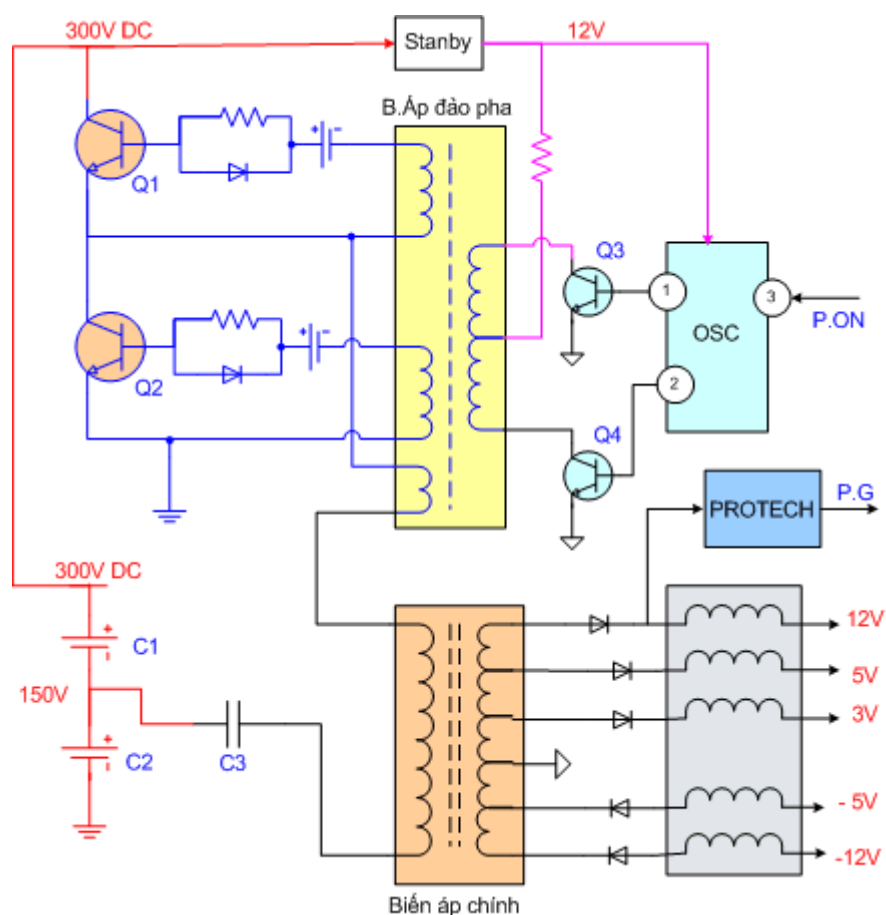 300V DC
Stanby
12V
B.Áp đảo pha
Q1
Q3
1
3
P.ON
OSC
Q2
2
Q4
P.G
PROTECH
300V DC
12V
C1
5V
150V
3V
C2
C3
- 5V
-12V
Biến áp chính